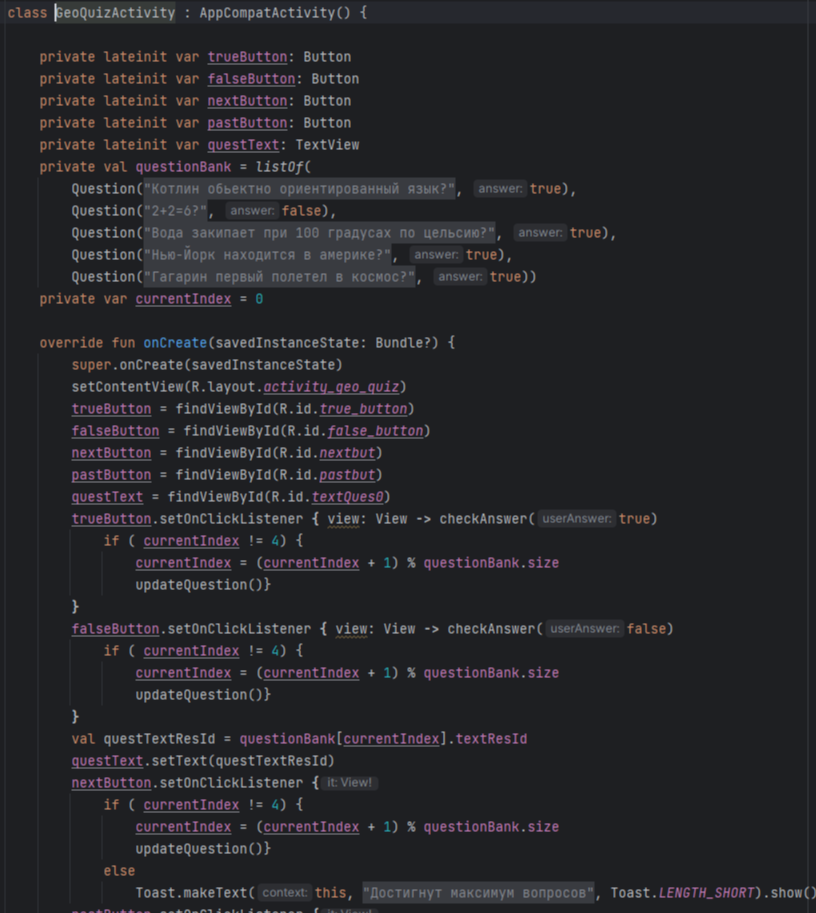 class GeoQuizActivity : AppCompatActivity() {
private lateinit var trueButton: Button
private lateinit var falseButton: Button
private lateinit var nextButton: Button
private lateinit var pastButton: Button
private lateinit var questText: TextView
private val questionBank = listOf(
Question("Котлин обьектно ориентированный язык?", answer: true),
Question("2+2=6?", answer: false),
Question("Вода закипает при 100 градусах по цельсию?", answer: true),
Question("Нью-Йорк находится в америке?", answer: true),
Question("Гагарин первый полетел в космос?", answer: true))
private var currentIndex = 0
override fun onCreate(savedInstanceState: Bundle?) {
super.onCreate(savedInstanceState)
setContentView(R.layout.activity_geo_quiz)
trueButton = findViewById(R.id.true_button)
falseButton = findViewById(R.id.false_button)
nextButton = findViewById(R.id.nextbut)
pastButton = findViewById(R.id.pastbut)
questText = findViewById(R.id.textQues0)
trueButton.setOnClickListener { view: View -> checkAnswer( userAnswer: true)
if ( currentIndex != 4) {
currentIndex = (currentIndex + 1) % questionBank.size
updateQuestion()}
}
falseButton.setOnClickListener { view: View -> checkAnswer( userAnswer: false)
if ( currentIndex != 4) {
currentIndex = (currentIndex + 1) % questionBank.size
updateQuestion()}
}
val questTextResId = questionBank[currentIndex].textResId
questText.setText(questTextResId)
nextButton.setOnClickListener { it: View!
if ( currentIndex != 4) {
currentIndex = (currentIndex + 1) % questionBank.size
updateQuestion()}
else
Toast.makeText( context: this, "Достигнут максимум вопросов", Toast.LENGTH_SHORT).show()